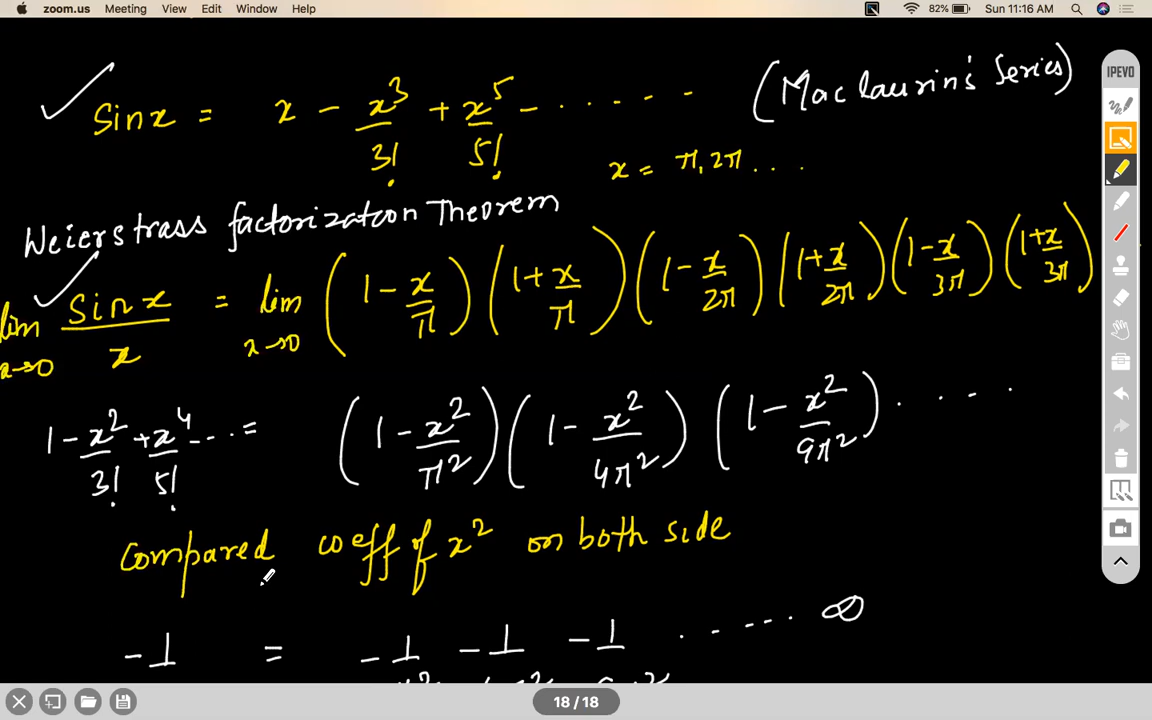 zoom.us Meeting View Edit Window Help 82% Sun 11:16 AM
Sin x = x - x³/3! + x⁵/5! - ...... (Maclaurin's Series)
x = π, 2π ....
IPEVO
Weierstrass factorization Theorem
lim x→0 Sin x/x = lim x→0 (1 - x/π) (1 + x/π) (1 - x/2π) (1 + x/2π) (1 - x/3π) (1 + x/3π)
1 - x²/3! + x⁴/5! - ... = (1 - x²/π²) (1 - x²/4π²) (1 - x²/9π²) .....
Compared coeff of x² on both side
-1 = -1 -1 -1 ...... ∞
18 / 18